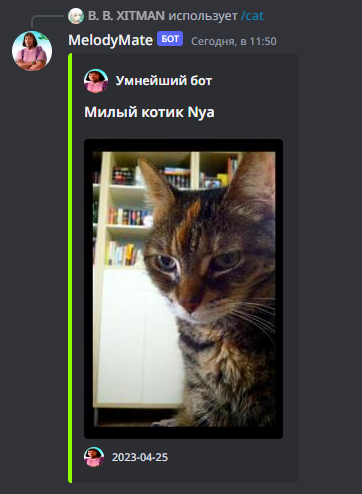 B. B. XITMAN использует /cat
MelodyMate БОТ Сегодня, в 11:50
Умнейший бот
Милый котик Nya
2023-04-25